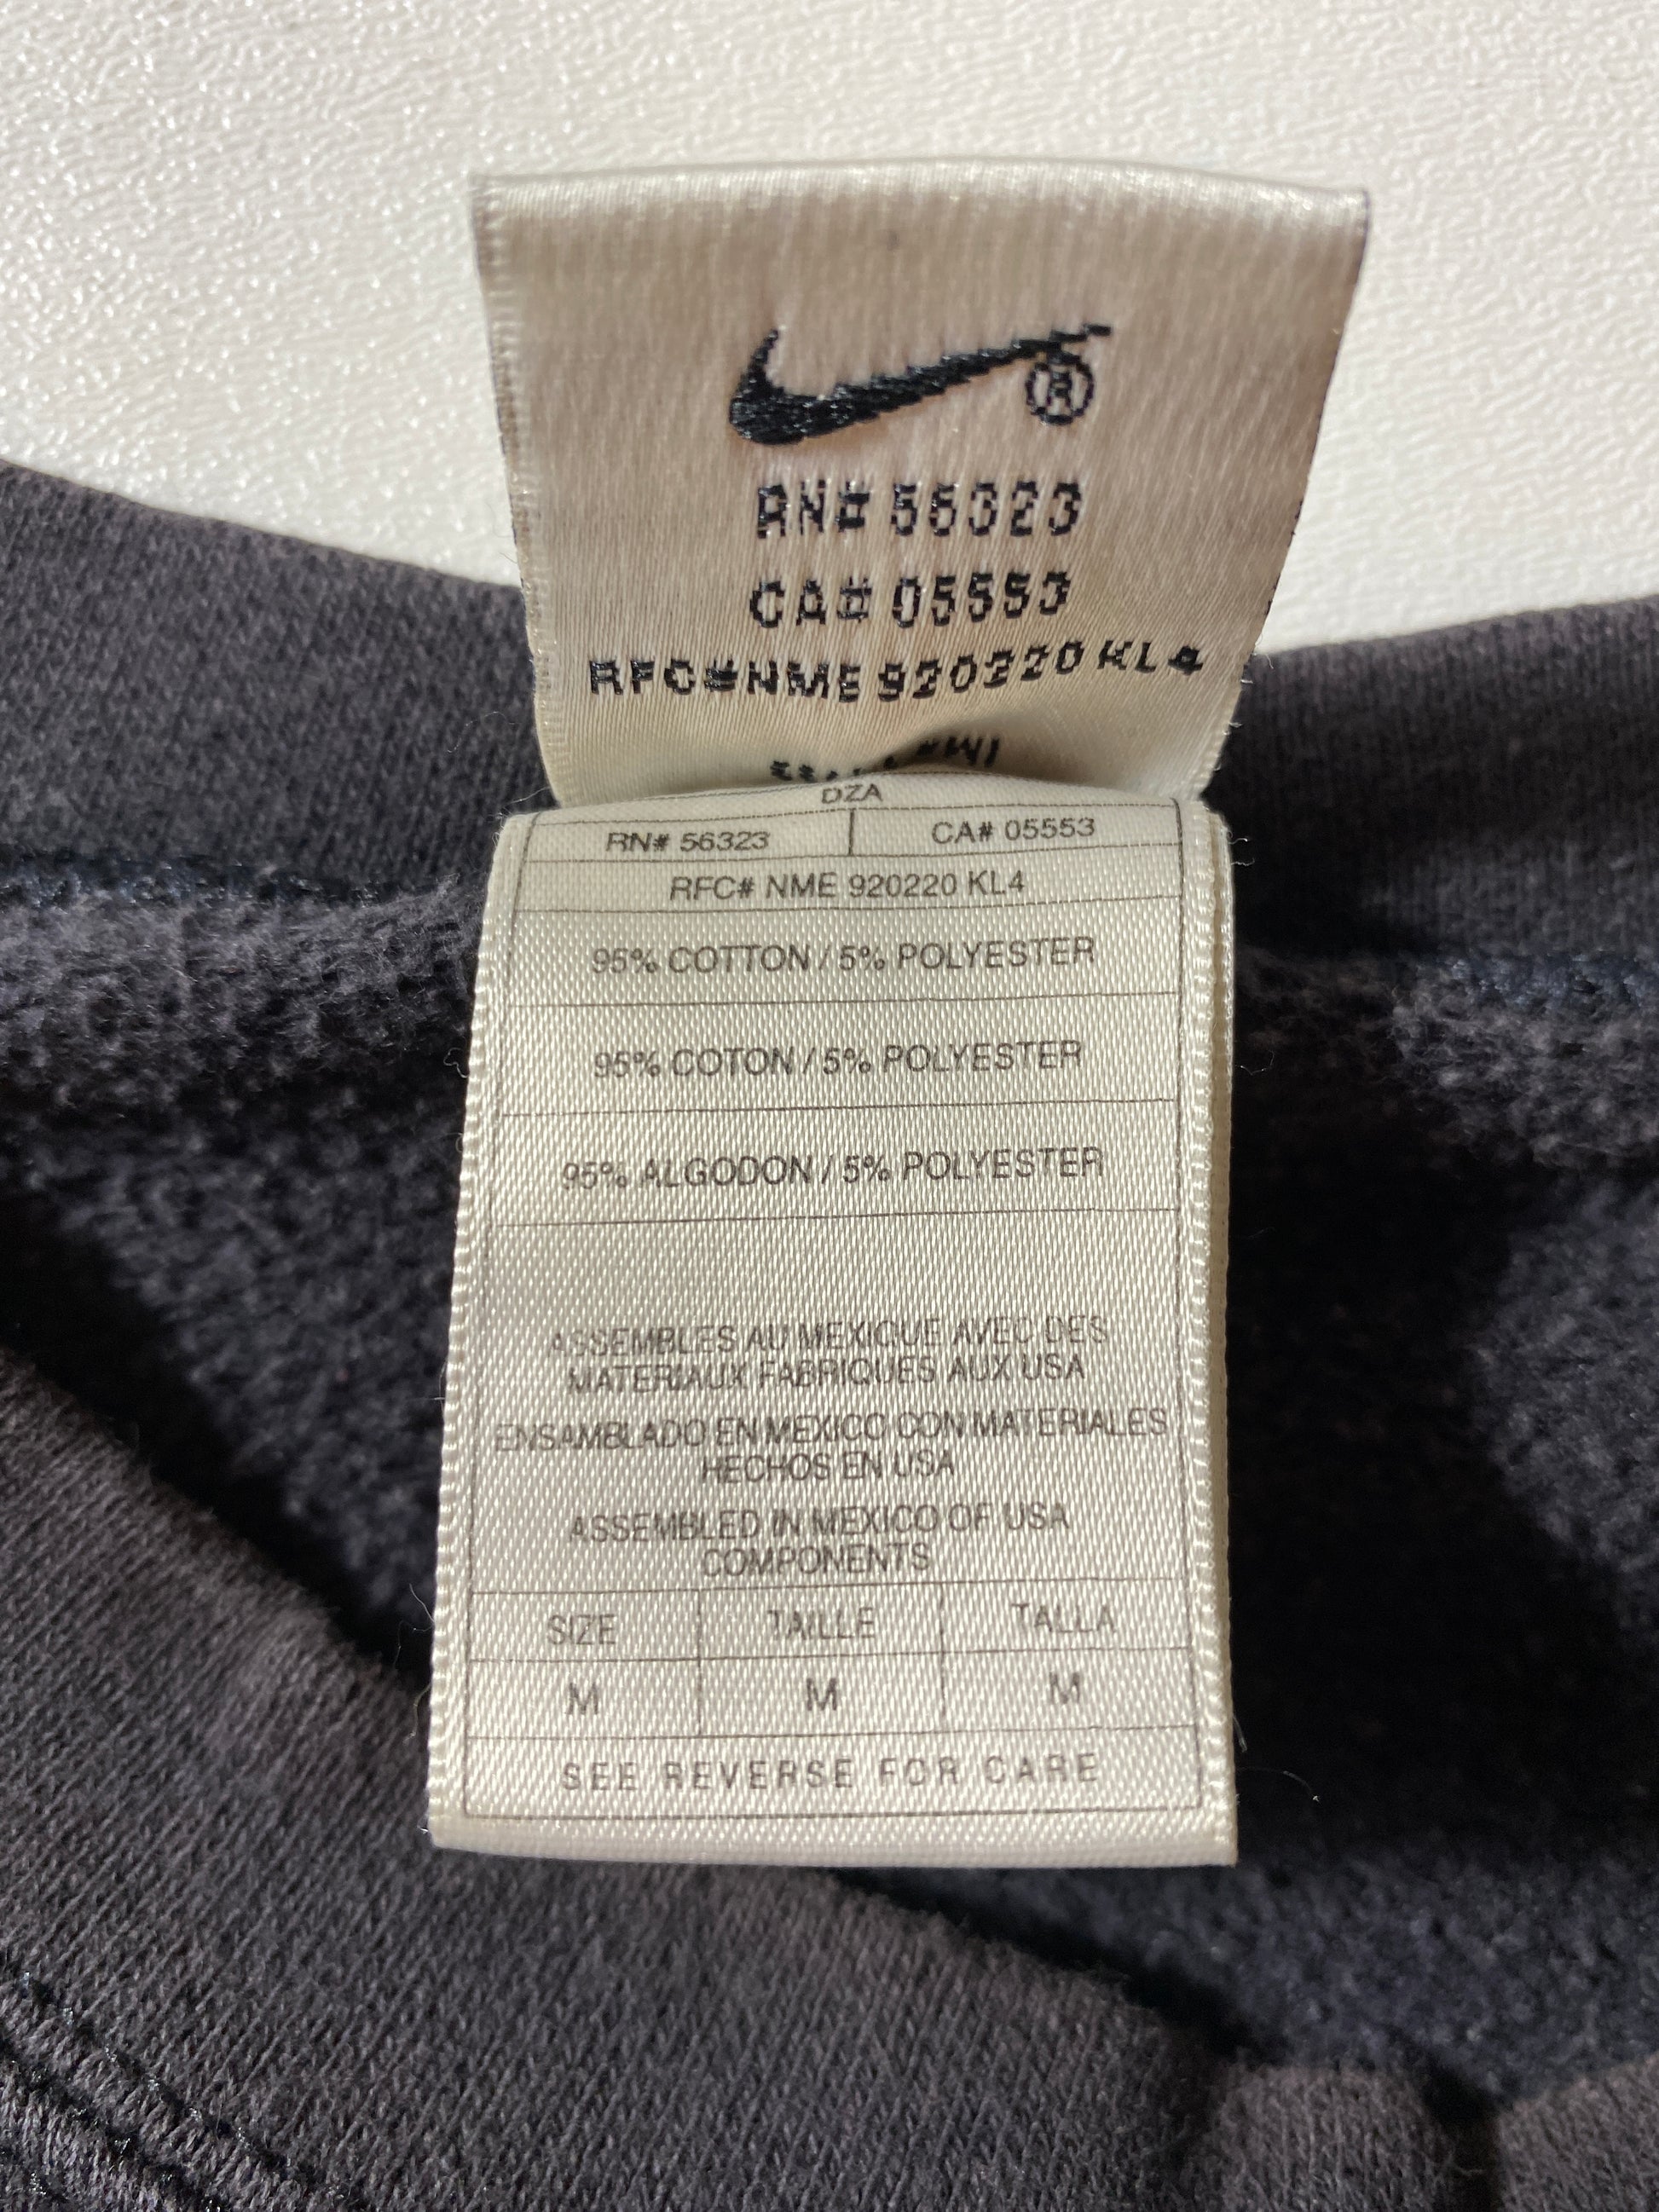 ®
RN# 56323
CA# 05553
RFC# NME 920220 KL4
DZA
RN# 56323 CA# 05553
RFC# NME 920220 KL4
95% COTTON / 5% POLYESTER
95% COTON / 5% POLYESTER
95% ALGODON / 5% POLYESTER
ASSEMBLES AU MEXIQUE AVEC DES
MATERIAUX FABRIQUES AUX USA
ENSAMBLADO EN MEXICO CON MATERIALES
HECHOS EN USA
ASSEMBLED IN MEXICO OF USA
COMPONENTS
SIZE TAILLE TALLA
M M M
SEE REVERSE FOR CARE